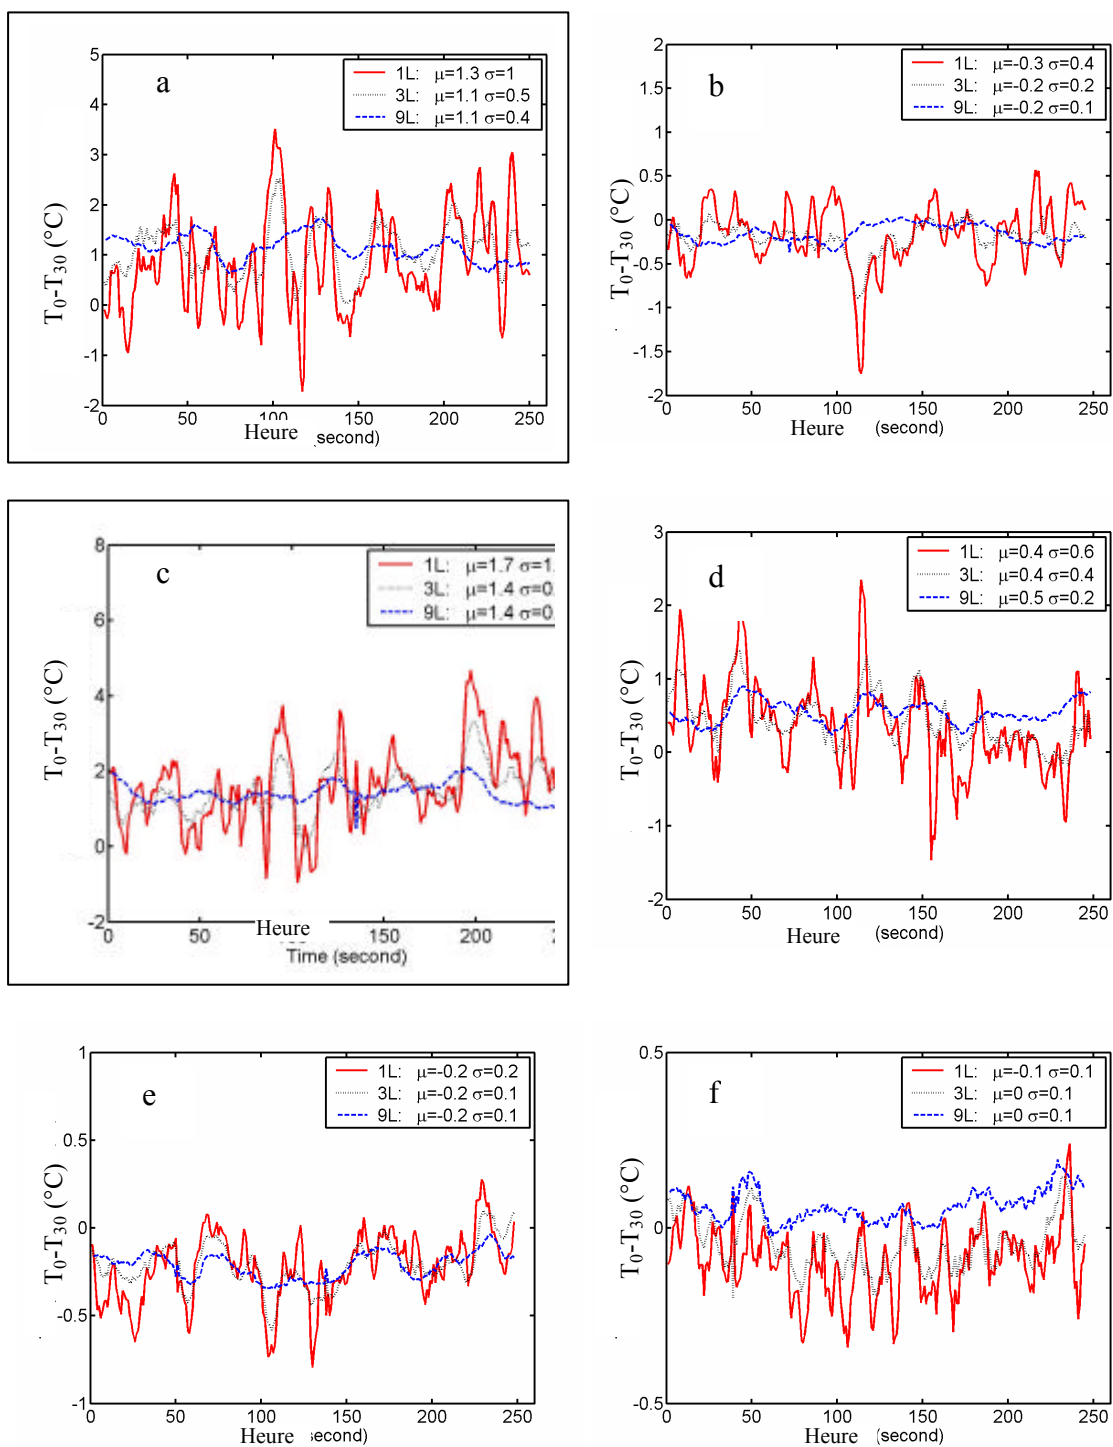 a
1L: μ=1.3 σ=1
3L: μ=1.1 σ=0.5
9L: μ=1.1 σ=0.4
T0-T30 (°C)
5
4
3
2
1
0
-1
-2
0 50 100 150 200 250
Heure second)
b
1L: μ=-0.3 σ=0.4
3L: μ=-0.2 σ=0.2
9L: μ=-0.2 σ=0.1
T0-T30 (°C)
2
1.5
1
0.5
0
-0.5
-1
-1.5
-2
0 50 100 150 200 250
Heure (second)
c
1L: μ=1.7 σ=1.
3L: μ=1.4 σ=0.
9L: μ=1.4 σ=0.
T0-T30 (°C)
8
6
4
2
0
-2
0 50 150 200
Heure
Time (second)
d
1L: μ=0.4 σ=0.6
3L: μ=0.4 σ=0.4
9L: μ=0.5 σ=0.2
T0-T30 (°C)
3
2
1
0
-1
-2
0 50 100 150 200 250
Heure (second)
e
1L: μ=-0.2 σ=0.2
3L: μ=-0.2 σ=0.1
9L: μ=-0.2 σ=0.1
T0-T30 (°C)
1
0.5
0
-0.5
-1
0 50 100 150 200 250
Heure second)
f
1L: μ=-0.1 σ=0.1
3L: μ=0 σ=0.1
9L: μ=0 σ=0.1
T0-T30 (°C)
0.5
0
-0.5
0 50 100 150 200 250
Heure (second)